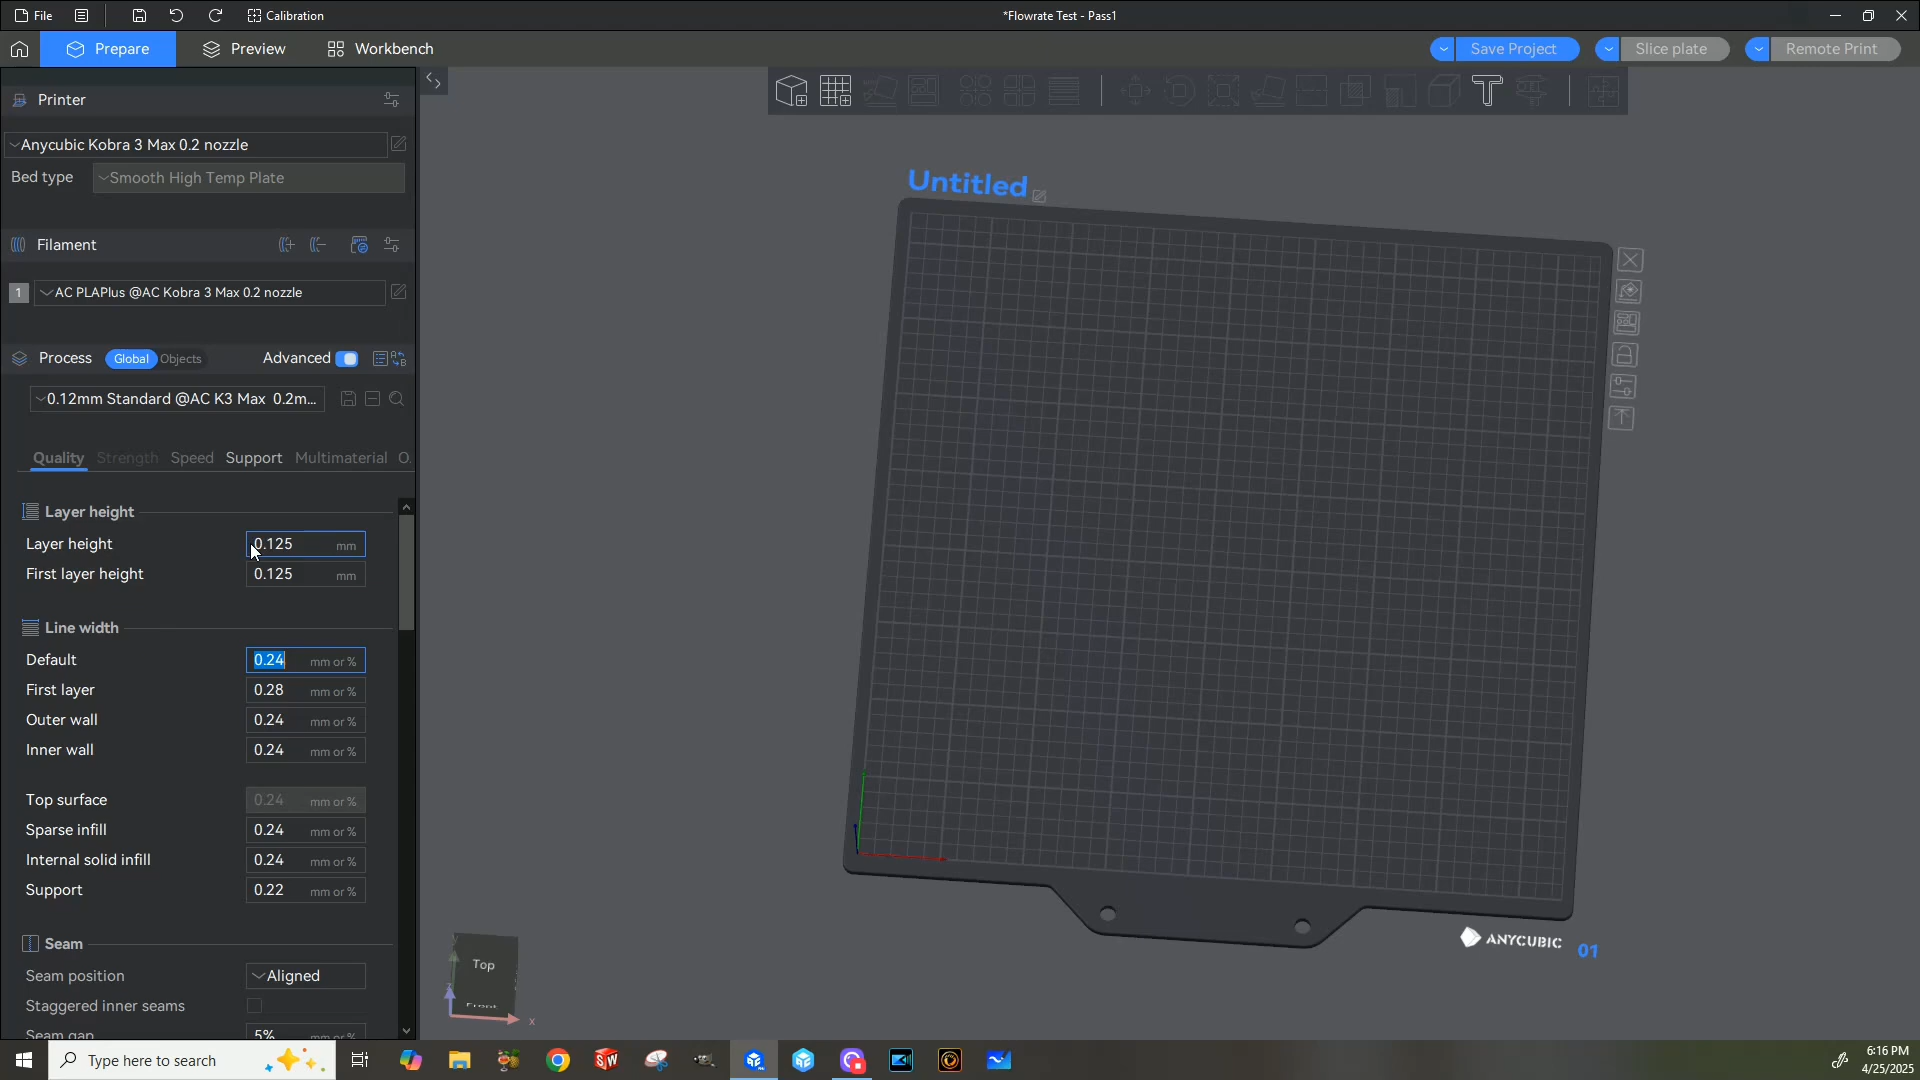 File
Calibration
*Flowrate Test - Pass1
Prepare
Preview
Workbench
Save Project
Slice plate
Remote Print
Printer
Anycubic Kobra 3 Max 0.2 nozzle
Bed type
Smooth High Temp Plate
Untitled
Filament
1
AC PLAPlus @AC Kobra 3 Max 0.2 nozzle
Process
Global
Objects
Advanced
0.12mm Standard @AC K3 Max 0.2m...
Quality
Strength
Speed
Support
Multimaterial
O
Layer height
Layer height 0.125 mm
First layer height 0.125 mm
Line width
Default 0.24 mm or %
First layer 0.28 mm or %
Outer wall 0.24 mm or %
Inner wall 0.24 mm or %
Top surface 0.24 mm or %
Sparse infill 0.24 mm or %
Internal solid infill 0.24 mm or %
Support 0.22 mm or %
Seam
Seam position Aligned
Staggered inner seams
Seam gap 5% mm or %
ANYCUBIC 01
Top
Front
x
Type here to search
6:16 PM
4/25/2025